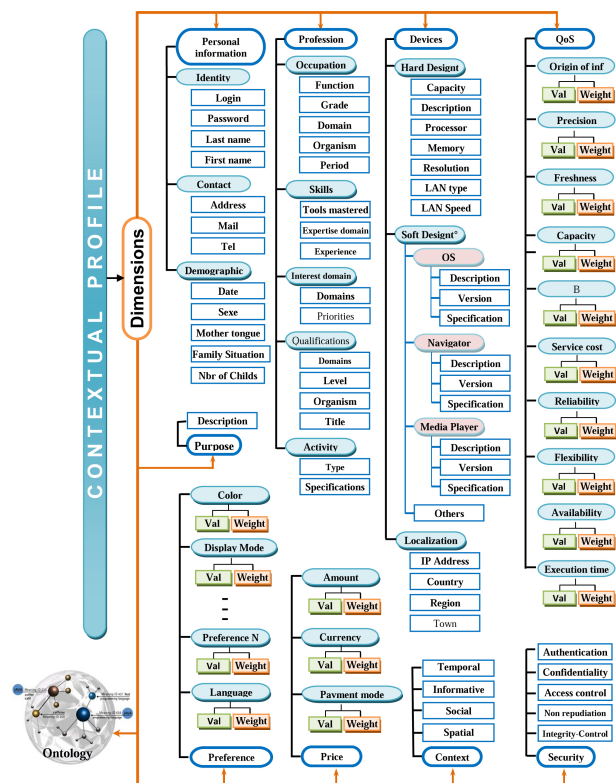 CONTEXTUAL PROFILE
Dimensions
Personal
information
Identity
Login
Password
Last name
First name
Contact
Address
Mail
Tel
Demographic
Date
Sexe
Mother tongue
Family Situation
Nbr of Childs
Description
Purpose
Profession
Occupation
Function
Grade
Domain
Organism
Period
Skills
Tools mastered
Expertise domain
Experience
Interest domain
Domains
Priorities
Qualifications
Domains
Level
Organism
Title
Activity
Type
Specifications
Devices
Hard Designt
Capacity
Description
Processor
Memory
Resolution
LAN type
LAN Speed
Soft Designt°
OS
Description
Version
Specification
Navigator
Description
Version
Specification
Media Player
Description
Version
Specification
Others
Localization
IP Address
Country
Region
Town
QoS
Origin of inf
Val Weight
Precision
Val Weight
Freshness
Val Weight
Capacity
Val Weight
B
Val Weight
Service cost
Val Weight
Reliability
Val Weight
Flexibility
Val Weight
Availability
Val Weight
Execution time
Val Weight
Color
Val Weight
Display Mode
Val Weight
Preference N
Val Weight
Language
Val Weight
Preference
Amount
Val Weight
Currency
Val Weight
Payment mode
Val Weight
Price
Temporal
Informative
Social
Spatial
Context
Authentication
Confidentiality
Access control
Non repudiation
Integrity-Control
Security
Ontology